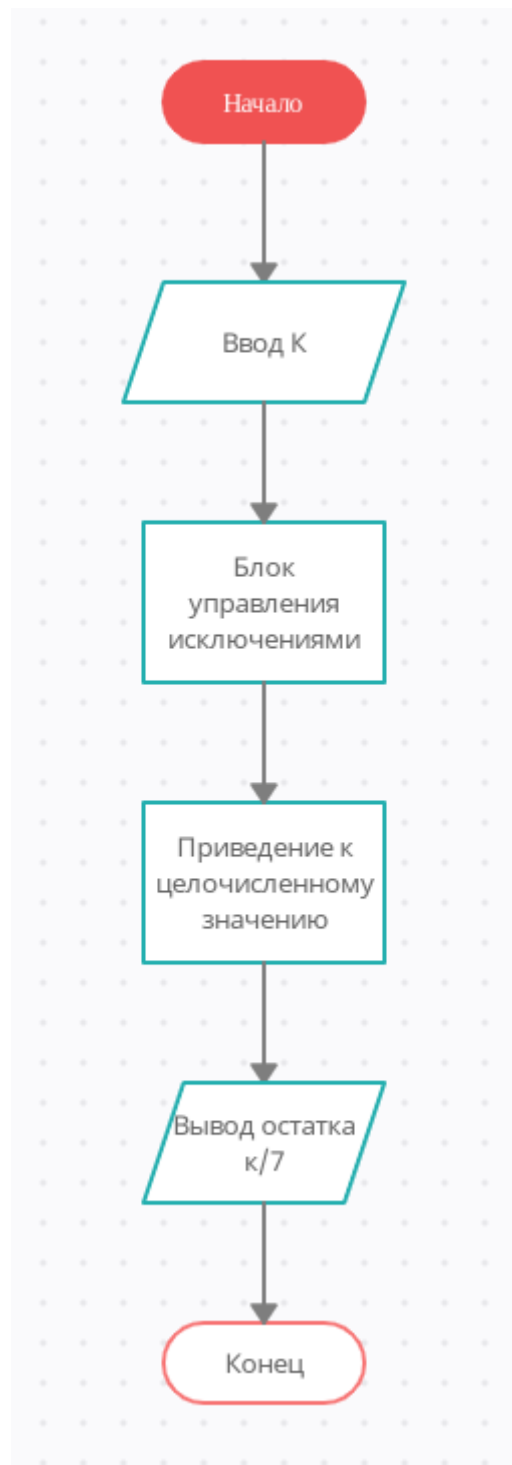 Начало
Ввод К
Блок
управления
исключениями
Приведение к
целочисленному
значению
Вывод остатка
к/7
Конец